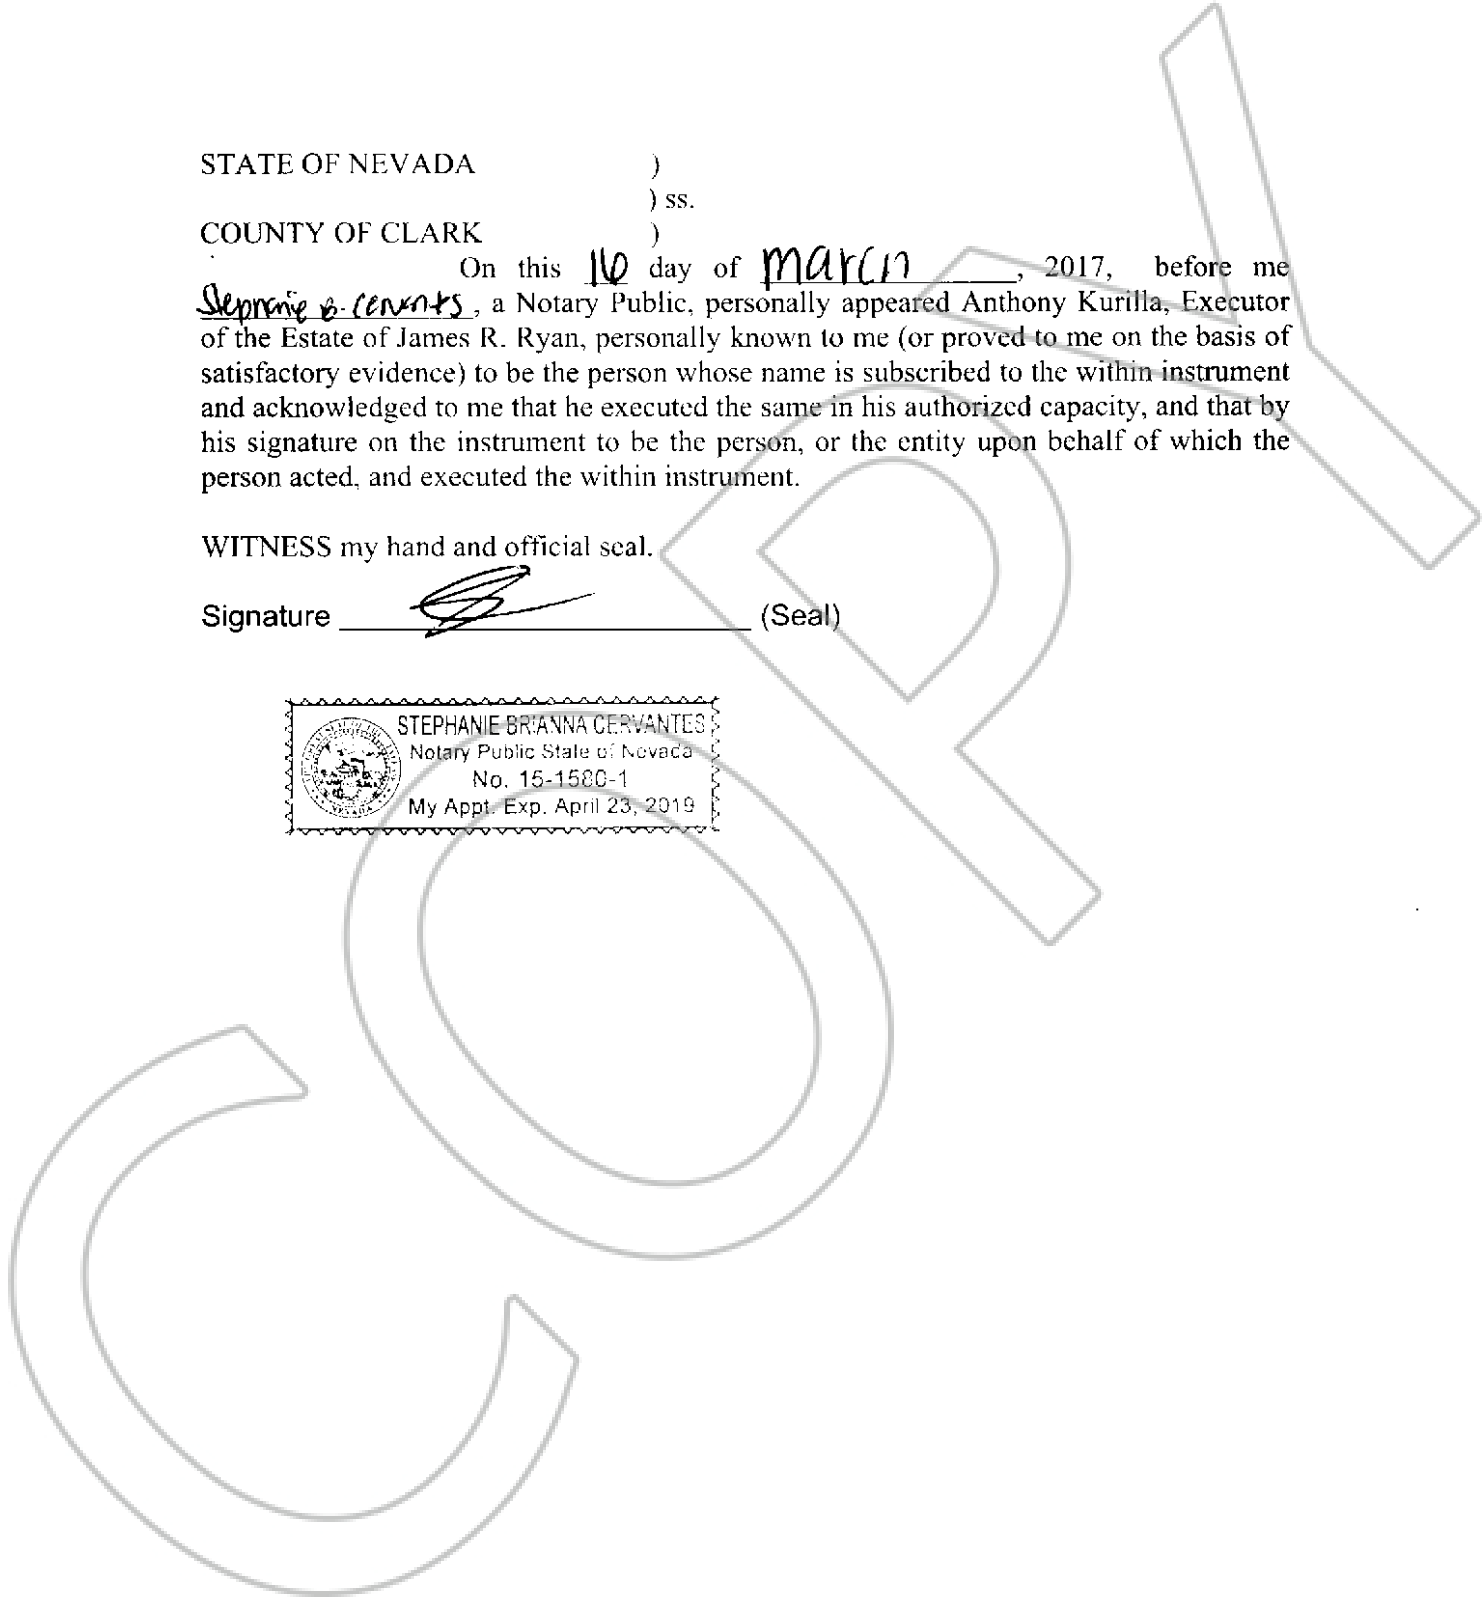 STATE OF NEVADA )
) ss.
COUNTY OF CLARK )
On this 16 day of March, 2017, before me
Stephanie B. Cervantes, a Notary Public, personally appeared Anthony Kurilla, Executor
of the Estate of James R. Ryan, personally known to me (or proved to me on the basis of
satisfactory evidence) to be the person whose name is subscribed to the within instrument
and acknowledged to me that he executed the same in his authorized capacity, and that by
his signature on the instrument to be the person, or the entity upon behalf of which the
person acted, and executed the within instrument.
WITNESS my hand and official seal.
Signature (Seal)
STEPHANIE BRIANNA CERVANTES
Notary Public State of Nevada
No. 15-1580-1
My Appt. Exp. April 23, 2019
NEVADA
COPY